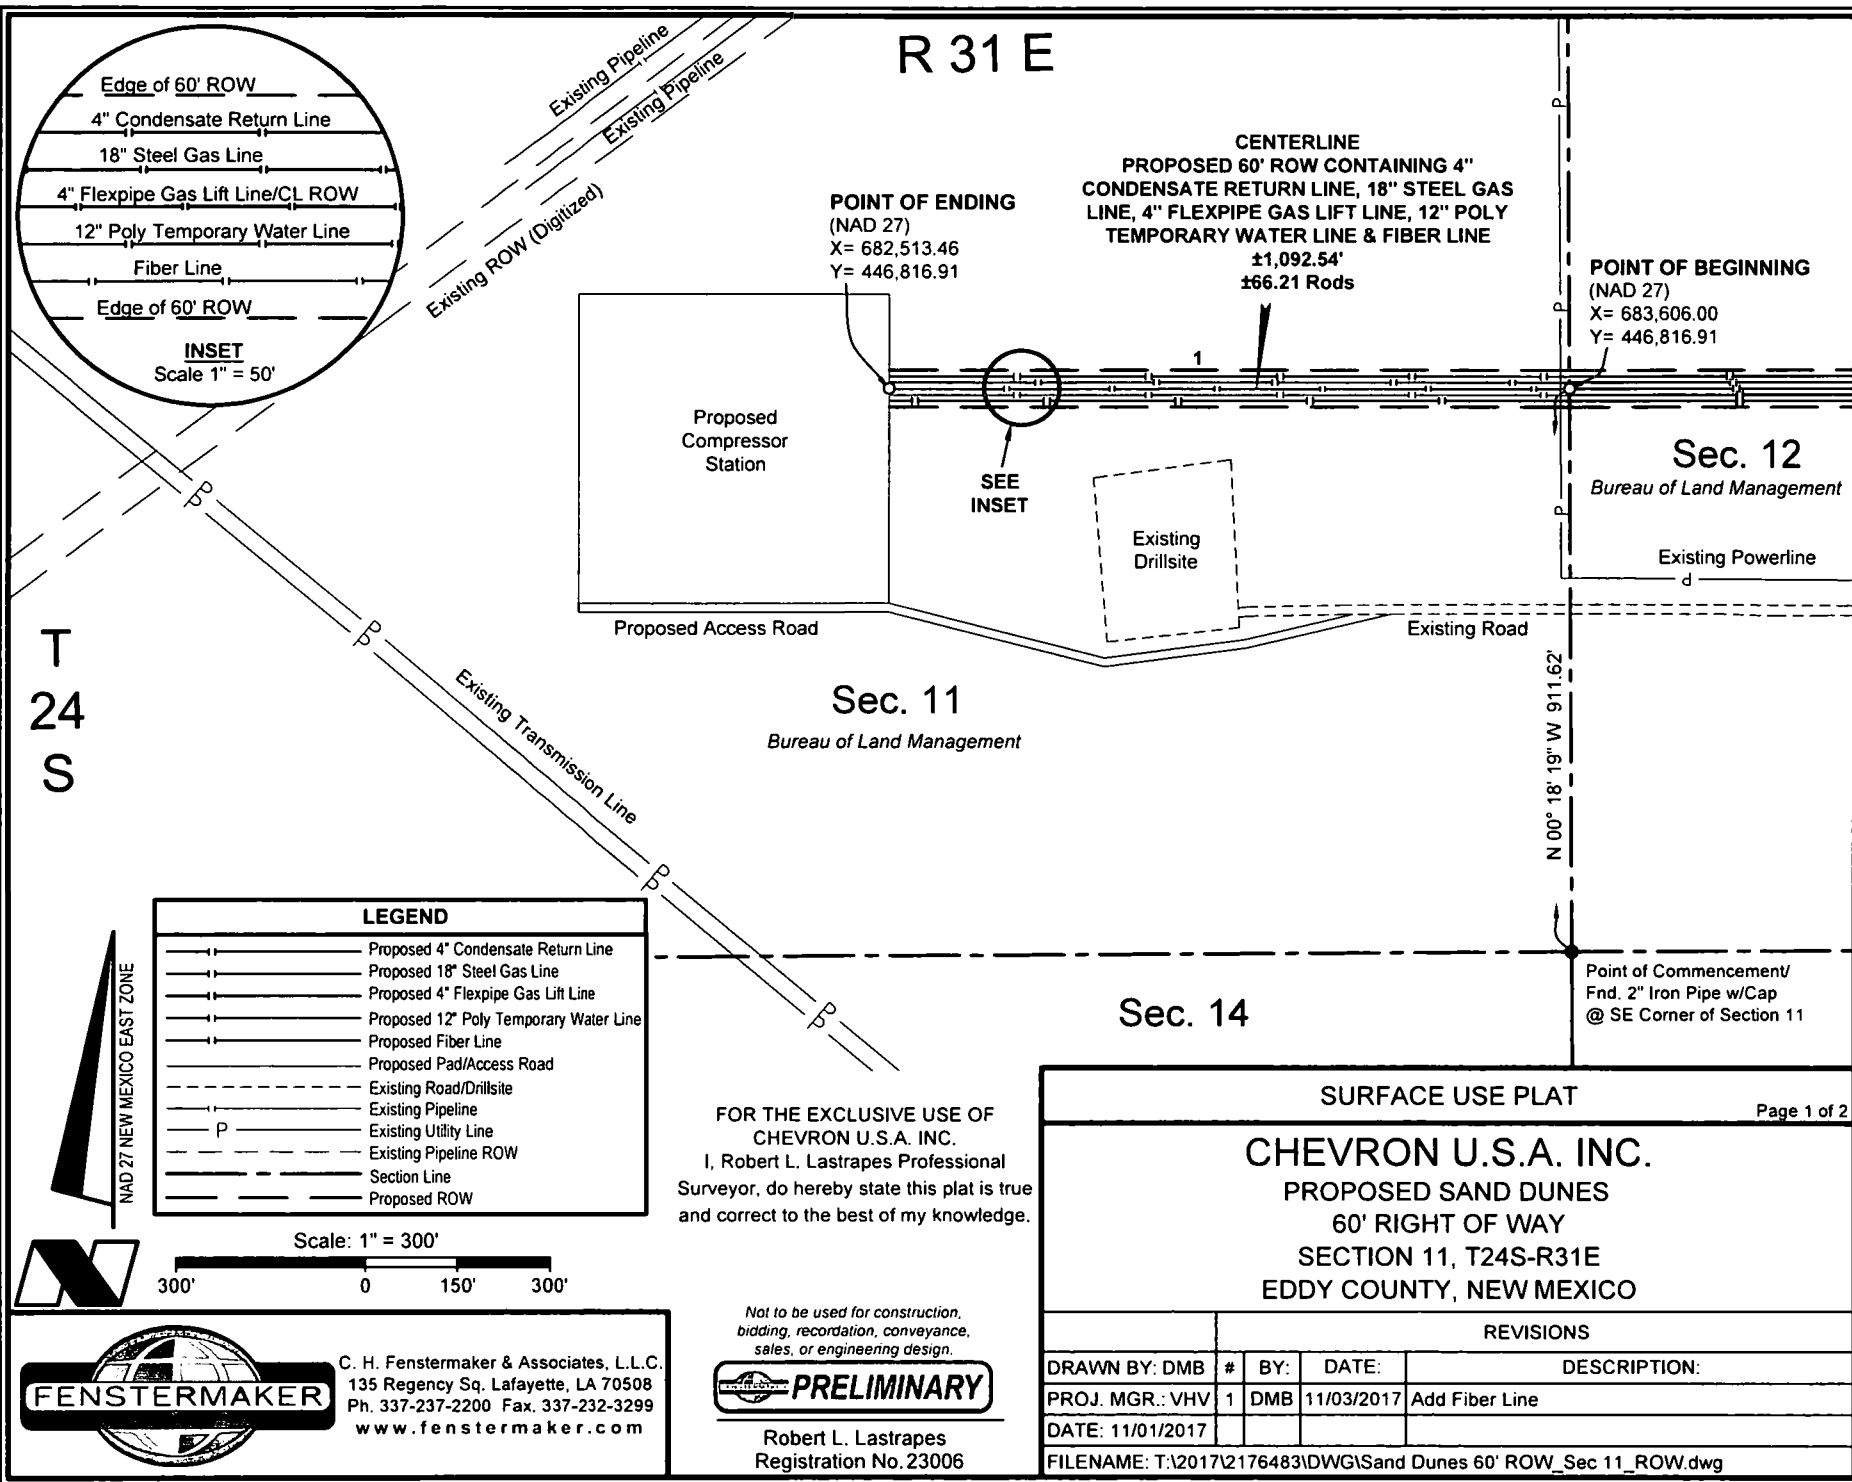 R 31 E
Edge of 60' ROW
4" Condensate Return Line
18" Steel Gas Line
4" Flexpipe Gas Lift Line/CL ROW
12" Poly Temporary Water Line
Fiber Line
Edge of 60' ROW
INSET
Scale 1" = 50'
Existing Pipeline
Existing Pipeline
Existing ROW (Digitized)
POINT OF ENDING
(NAD 27)
X= 682,513.46
Y= 446,816.91
CENTERLINE
PROPOSED 60' ROW CONTAINING 4"
CONDENSATE RETURN LINE, 18" STEEL GAS
LINE, 4" FLEXPIPE GAS LIFT LINE, 12" POLY
TEMPORARY WATER LINE & FIBER LINE
±1,092.54'
±66.21 Rods
POINT OF BEGINNING
(NAD 27)
X= 683,606.00
Y= 446,816.91
1
P
P
P
Proposed
Compressor
Station
SEE
INSET
Existing
Drillsite
Sec. 12
Bureau of Land Management
Existing Powerline
P
Proposed Access Road
Existing Road
T
24
S
P
P
P
P
Existing Transmission Line
P
P
P
P
Sec. 11
Bureau of Land Management
N 00° 18' 19" W 911.62'
Point of Commencement/
Fnd. 2" Iron Pipe w/Cap
@ SE Corner of Section 11
Sec. 14
NAD 27 NEW MEXICO EAST ZONE
LEGEND
Proposed 4" Condensate Return Line
Proposed 18" Steel Gas Line
Proposed 4" Flexpipe Gas Lift Line
Proposed 12" Poly Temporary Water Line
Proposed Fiber Line
Proposed Pad/Access Road
Existing Road/Drillsite
Existing Pipeline
P Existing Utility Line
Existing Pipeline ROW
Section Line
Proposed ROW
Scale: 1" = 300'
300' 0 150' 300'
FENSTERMAKER
C. H. Fenstermaker & Associates, L.L.C.
135 Regency Sq. Lafayette, LA 70508
Ph. 337-237-2200 Fax. 337-232-3299
www.fenstermaker.com
FOR THE EXCLUSIVE USE OF
CHEVRON U.S.A. INC.
I, Robert L. Lastrapes Professional
Surveyor, do hereby state this plat is true
and correct to the best of my knowledge.
Not to be used for construction,
bidding, recordation, conveyance,
sales, or engineering design.
PRELIMINARY
Robert L. Lastrapes
Registration No. 23006
SURFACE USE PLAT
Page 1 of 2
CHEVRON U.S.A. INC.
PROPOSED SAND DUNES
60' RIGHT OF WAY
SECTION 11, T24S-R31E
EDDY COUNTY, NEW MEXICO
REVISIONS
DRAWN BY: DMB # BY: DATE: DESCRIPTION:
PROJ. MGR.: VHV 1 DMB 11/03/2017 Add Fiber Line
DATE: 11/01/2017
FILENAME: T:\2017\2176483\DWG\Sand Dunes 60' ROW_Sec 11_ROW.dwg